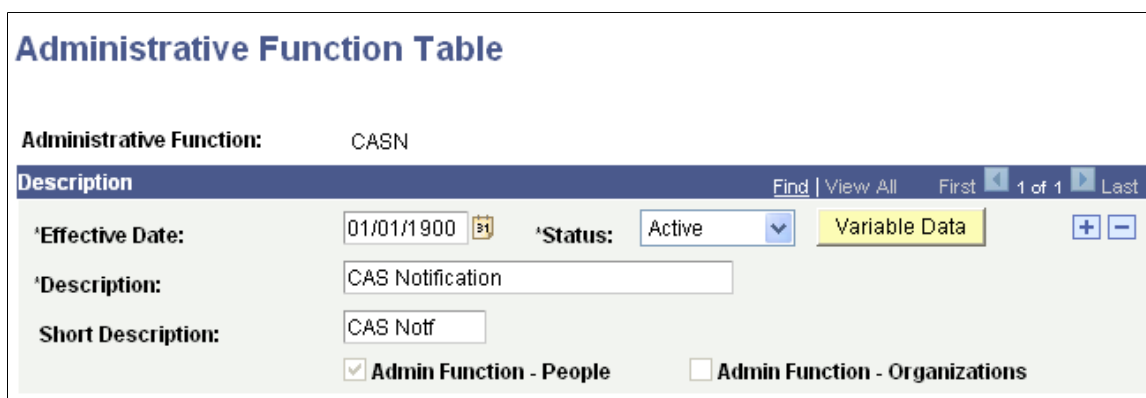 Administrative Function Table
Administrative Function: CASN
Description Find | View All First 1 of 1 Last
*Effective Date: 01/01/1900 31 *Status: Active Variable Data
*Description: CAS Notification
Short Description: CAS Notf
Admin Function - People Admin Function - Organizations